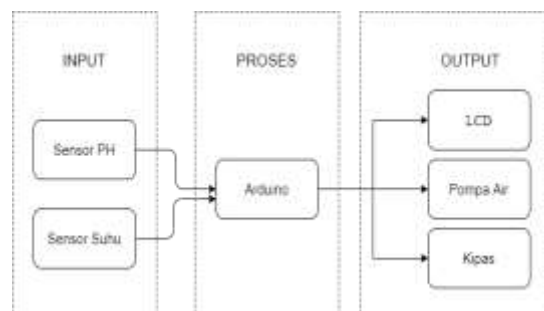 INPUT
PROSES
OUTPUT
Sensor PH
Sensor Suhu
Arduino
LCD
Pompa Air
Kipas